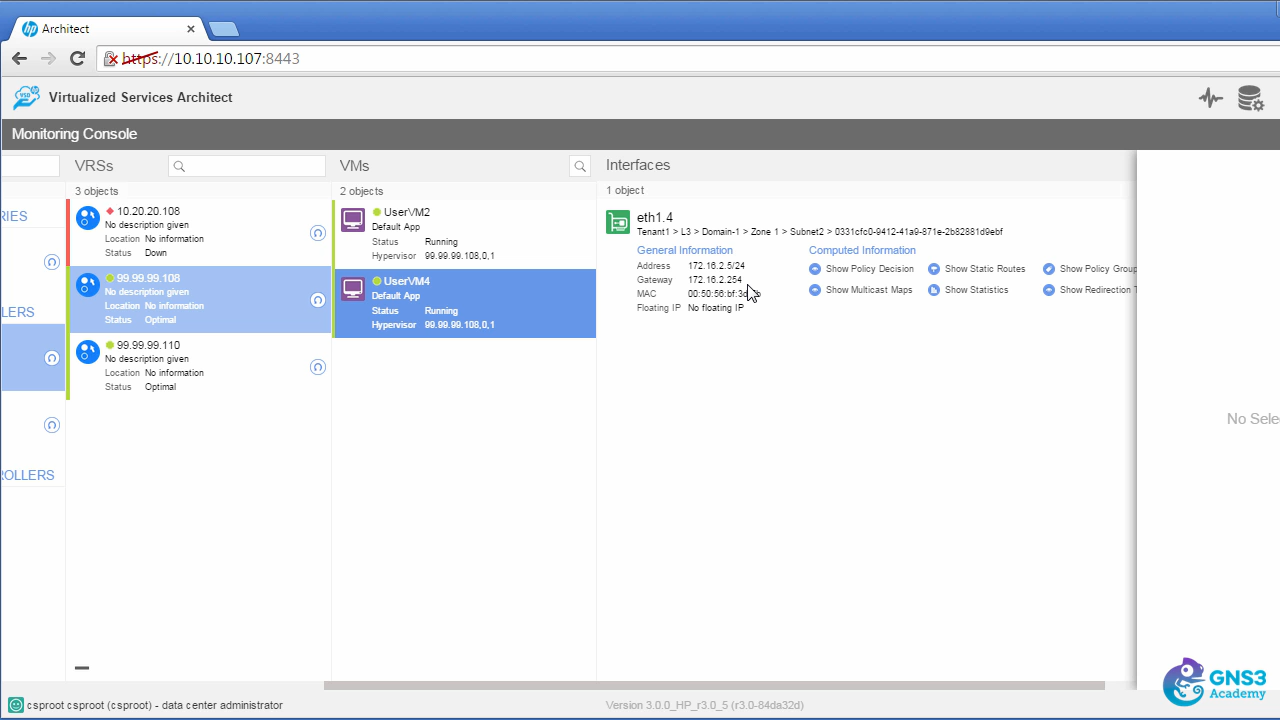 hp Architect
https://10.10.10.107:8443
Virtualized Services Architect
Monitoring Console
VRSs
VMs
Interfaces
3 objects
2 objects
1 object
RIES
LERS
ROLLERS
10.20.20.108
No description given
Location No information
Status Down
99.99.99.108
No description given
Location No information
Status Optimal
99.99.99.110
No description given
Location No information
Status Optimal
UserVM2
Default App
Status Running
Hypervisor 99.99.99.108,0,1
UserVM4
Default App
Status Running
Hypervisor 99.99.99.108,0,1
eth1.4
Tenant1 > L3 > Domain-1 > Zone 1 > Subnet2 > 0331cfc0-9412-41a9-871e-2b82881d9ebf
General Information
Address 172.16.2.5/24
Gateway 172.16.2.254
MAC 00:50:56:bf:3
Floating IP No floating IP
Computed Information
Show Policy Decision
Show Static Routes
Show Policy Group
Show Multicast Maps
Show Statistics
Show Redirection T
No Sele
csproot csproot (csproot) - data center administrator
Version 3.0.0_HP_r3.0_5 (r3.0-84da32d)
GNS3
Academy